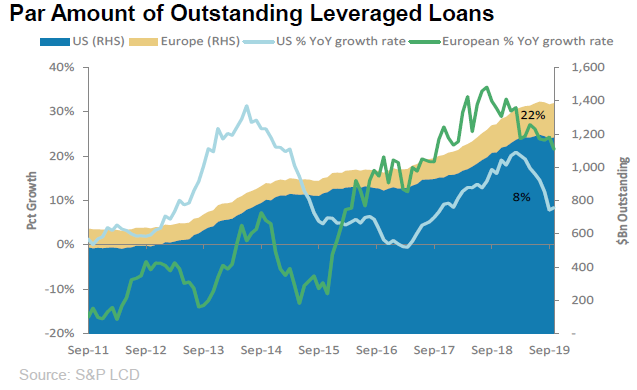 Par Amount of Outstanding Leveraged Loans
US (RHS) Europe (RHS) US % YoY growth rate European % YoY growth rate
40% 1,600
30% 1,400
22%
1,200
20% 1,000
8%
10% 800
600
0%
400
-10%
200
-20% -
Pct Growth
$Bn Outstanding
Sep-11 Sep-12 Sep-13 Sep-14 Sep-15 Sep-16 Sep-17 Sep-18 Sep-19
Source: S&P LCD